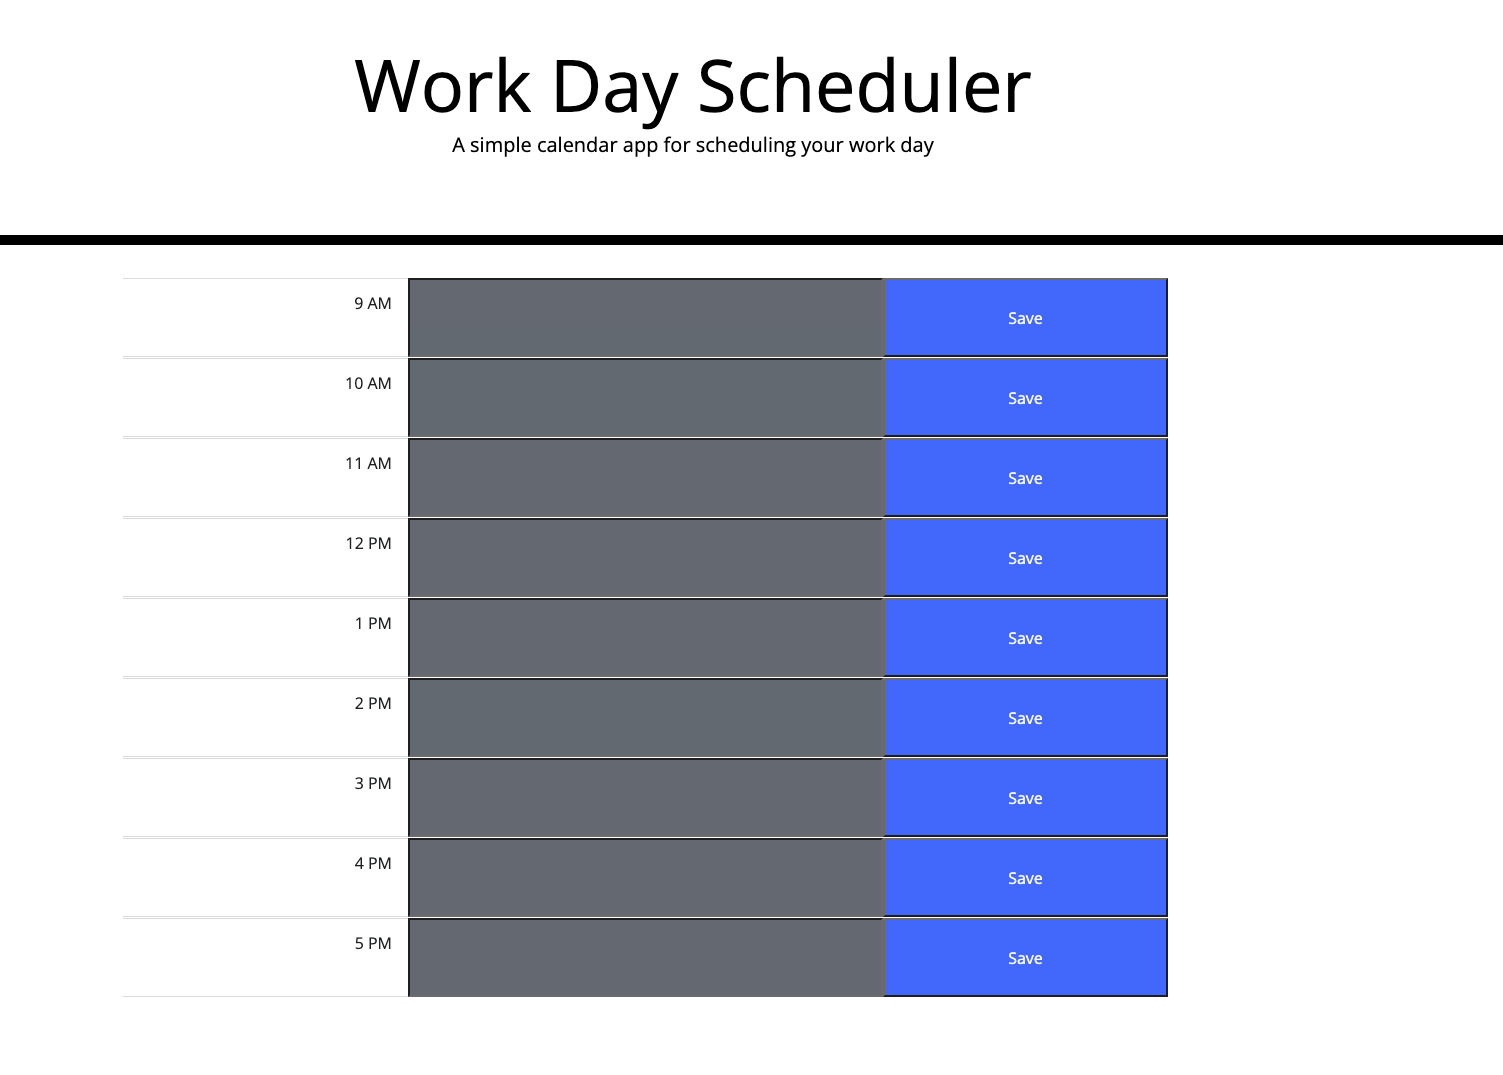 Work Day Scheduler
A simple calendar app for scheduling your work day
9 AM Save
10 AM Save
11 AM Save
12 PM Save
1 PM Save
2 PM Save
3 PM Save
4 PM Save
5 PM Save